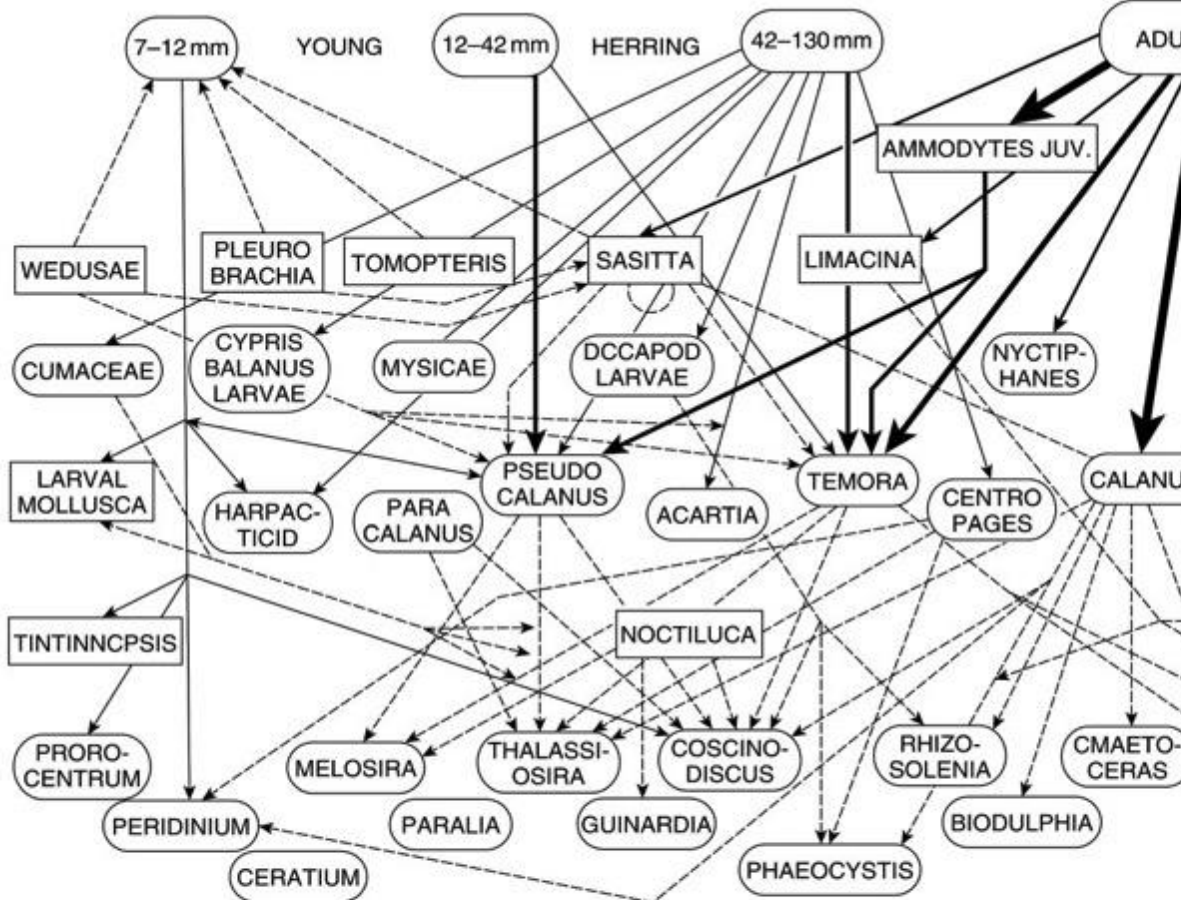 7–12 mm
YOUNG
12–42 mm
HERRING
42–130 mm
ADU
AMMODYTES JUV.
WEDUSAE
PLEURO
BRACHIA
TOMOPTERIS
SASITTA
LIMACINA
CUMACEAE
CYPRIS
BALANUS
LARVAE
MYSICAE
DCCAPOD
LARVAE
NYCTIP-
HANES
LARVAL
MOLLUSCA
HARPAC-
TICID
PARA
CALANUS
PSEUDO
CALANUS
ACARTIA
TEMORA
CENTRO
PAGES
CALANU
TINTINNCPSIS
NOCTILUCA
PRORO-
CENTRUM
MELOSIRA
THALASSI-
OSIRA
COSCINO-
DISCUS
RHIZO-
SOLENIA
CMAETO-
CERAS
PERIDINIUM
PARALIA
GUINARDIA
BIODULPHIA
CERATIUM
PHAEOCYSTIS